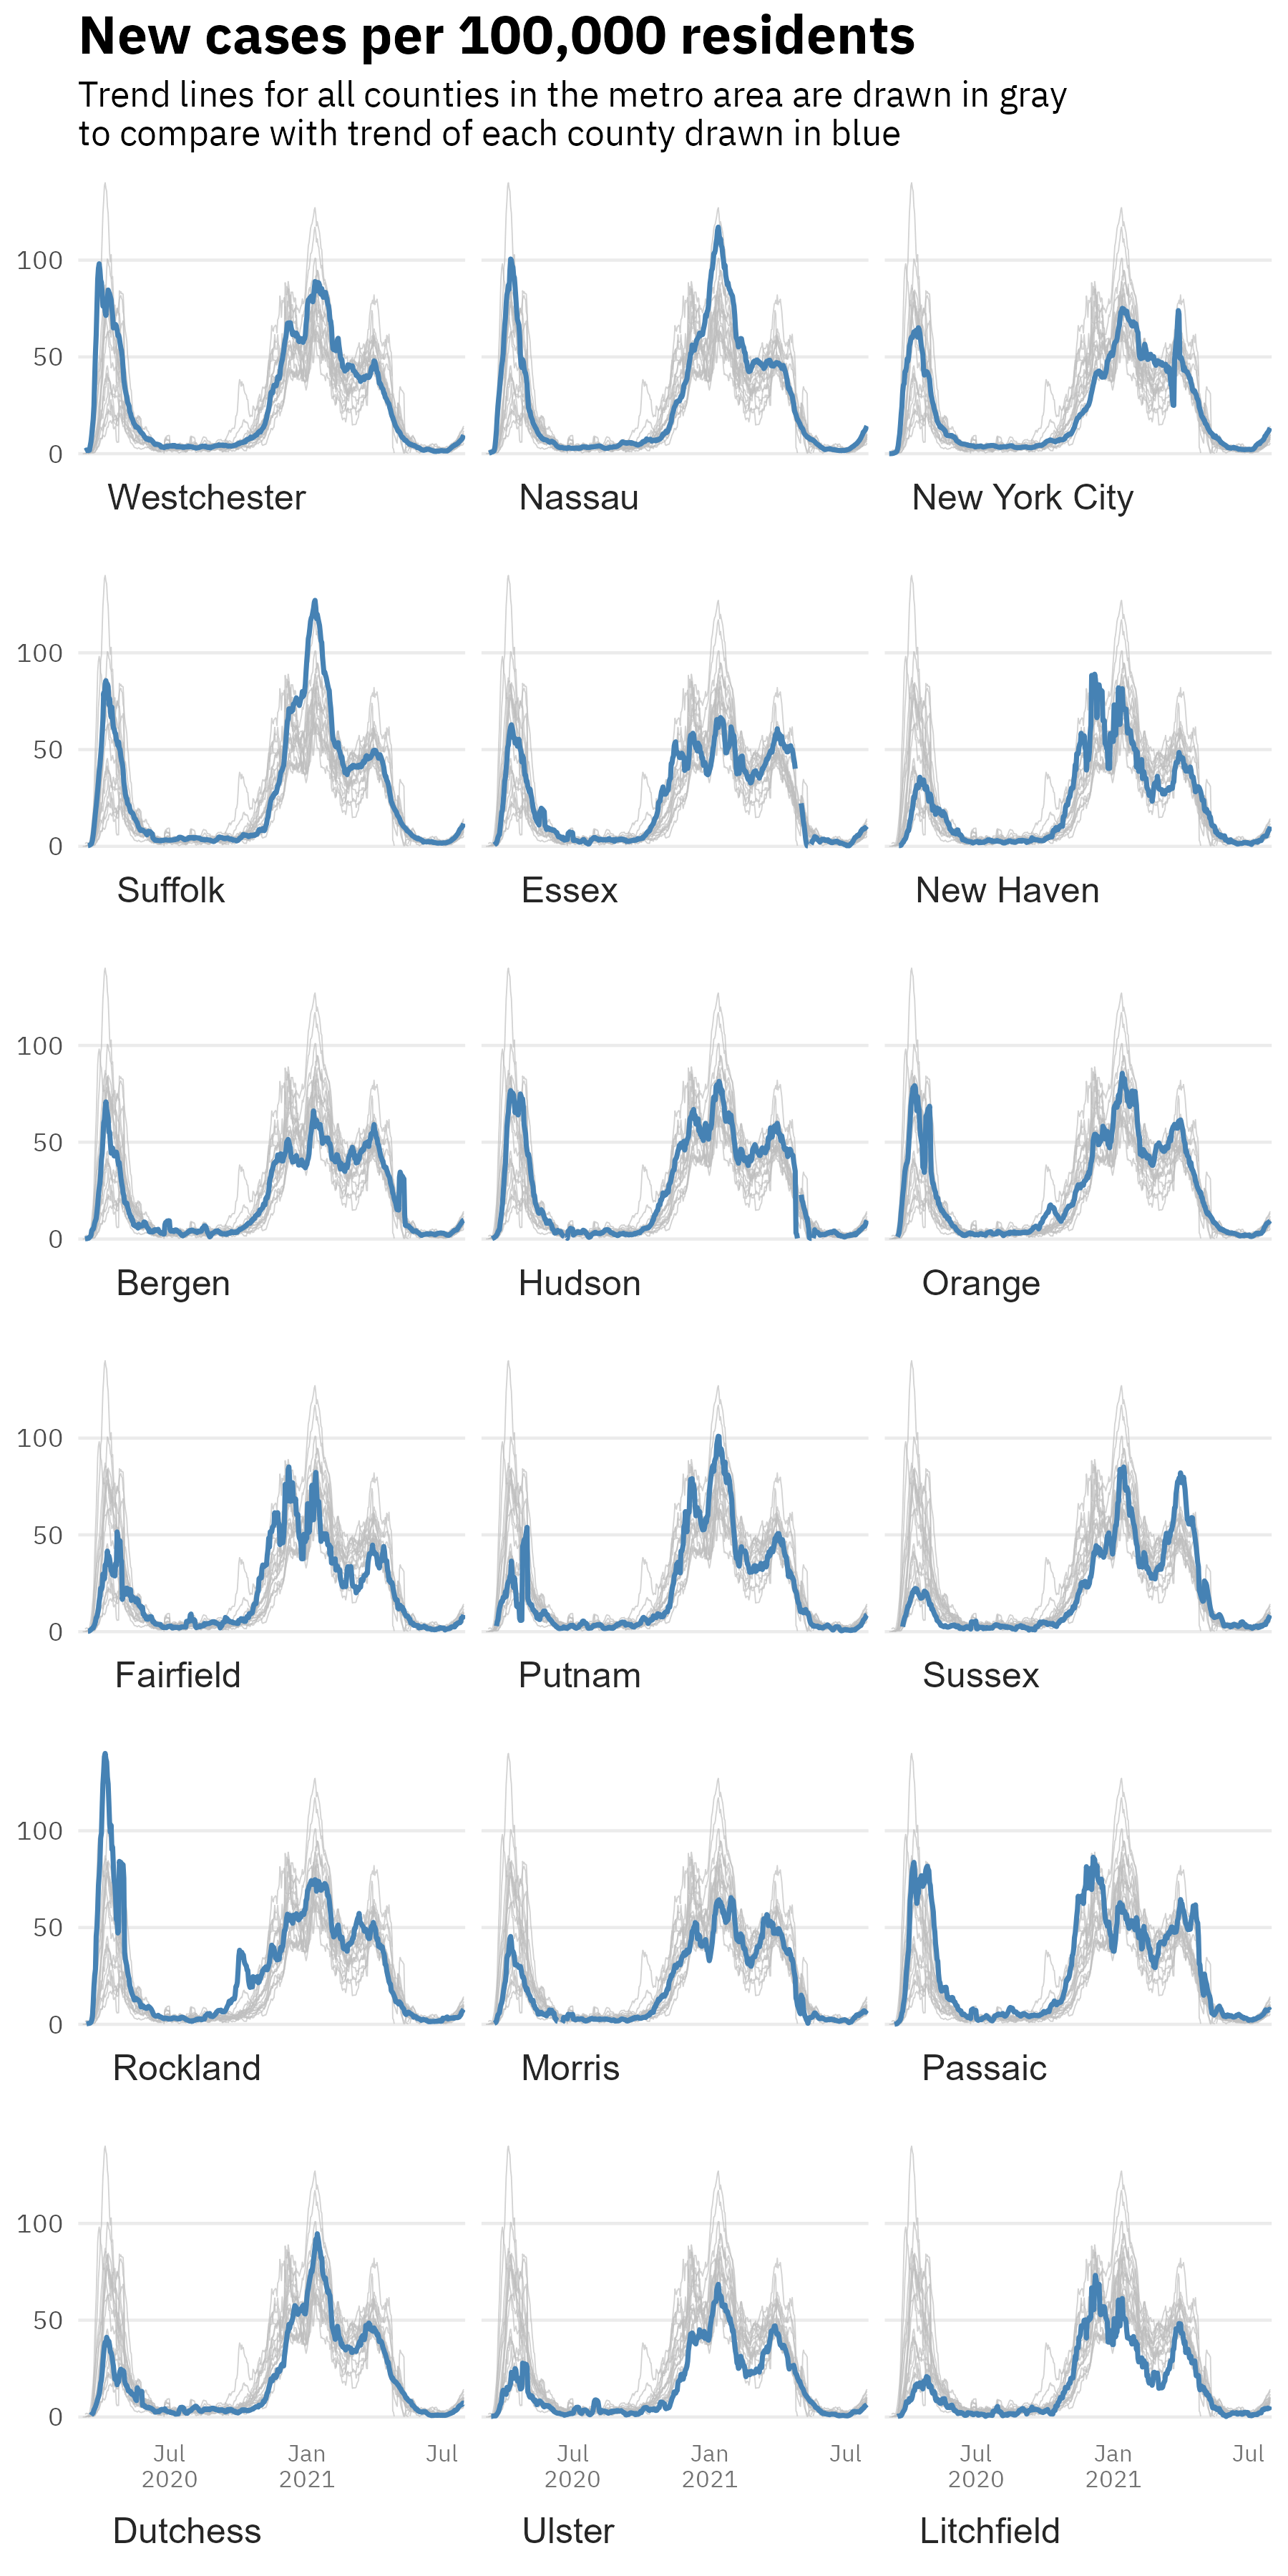 New cases per 100,000 residents
Trend lines for all counties in the metro area are drawn in gray
to compare with trend of each county drawn in blue
100
50
0
Westchester Nassau New York City
100
50
0
Suffolk Essex New Haven
100
50
0
Bergen Hudson Orange
100
50
0
Fairfield Putnam Sussex
100
50
0
Rockland Morris Passaic
100
50
0
Jul Jan Jul Jul Jan Jul Jul Jan Jul
2020 2021 2020 2021 2020 2021
Dutchess Ulster Litchfield